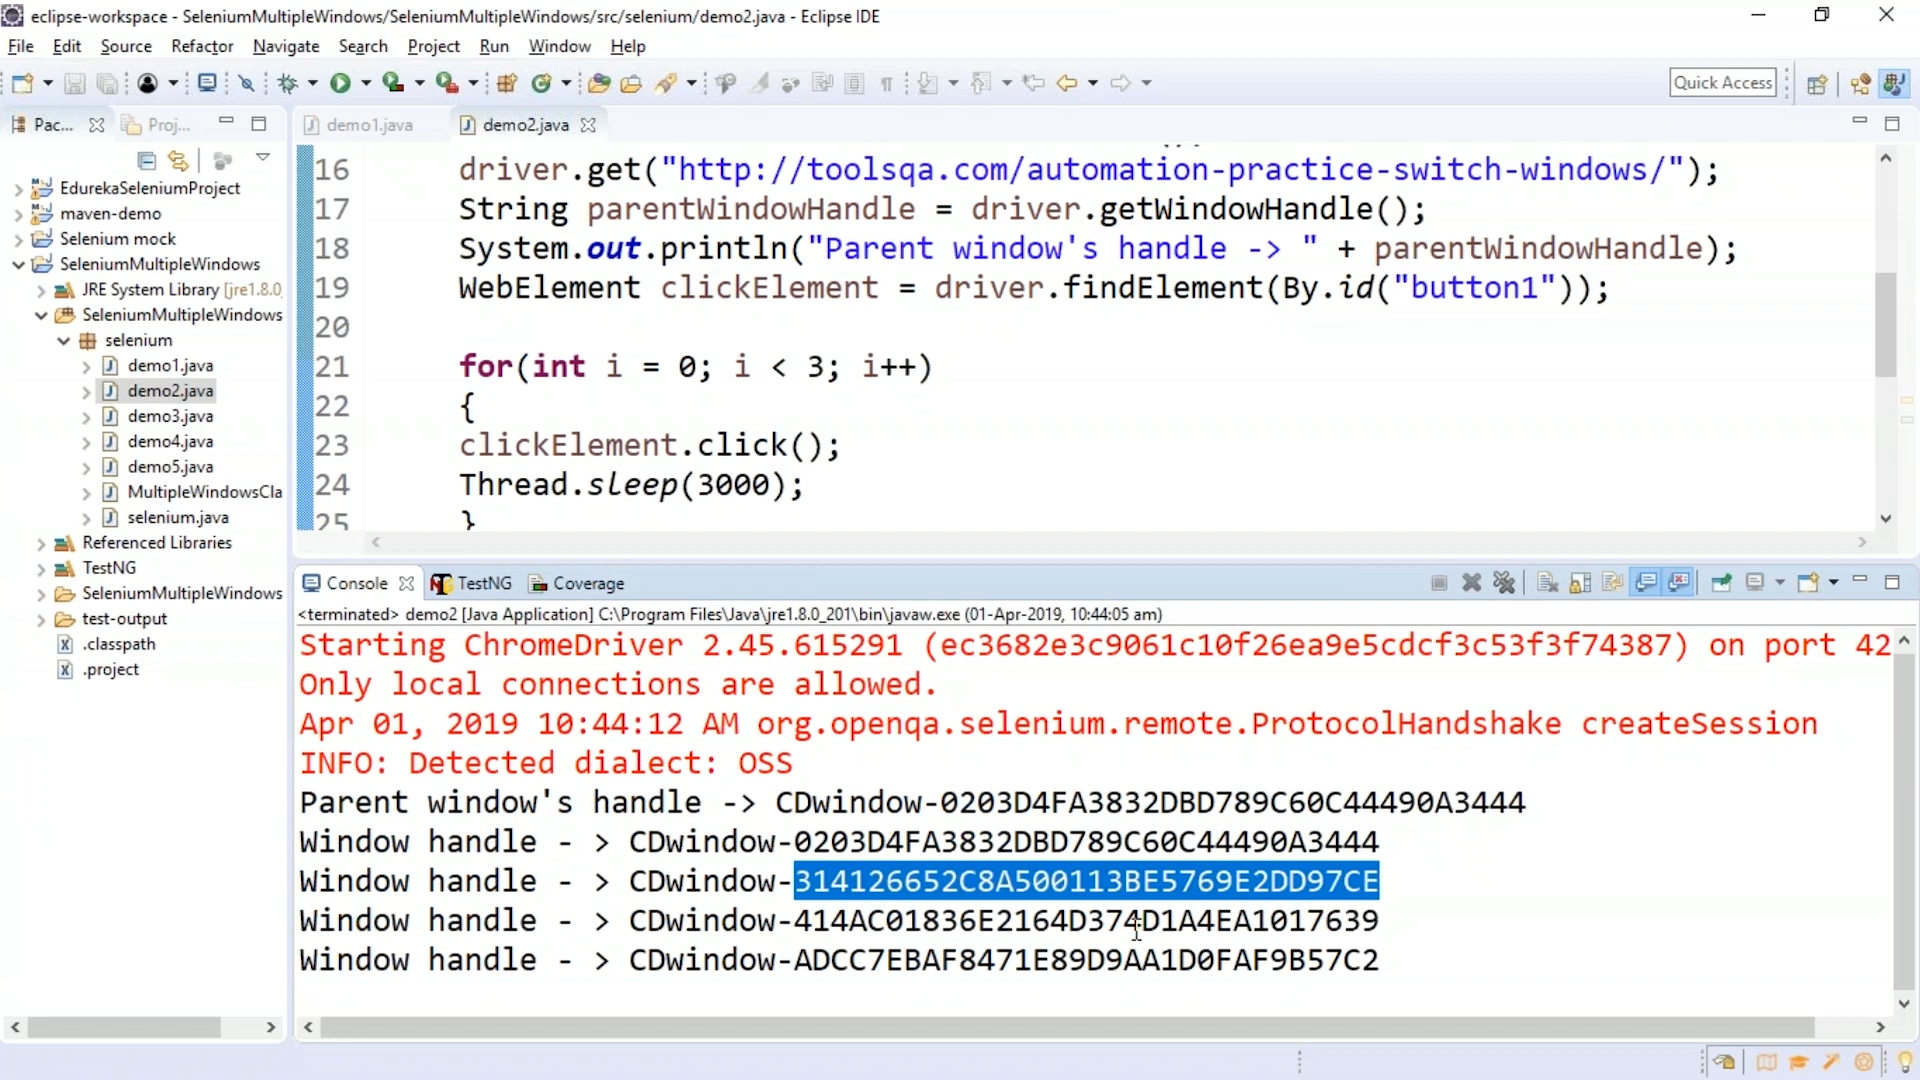 eclipse-workspace - SeleniumMultipleWindows/SeleniumMultipleWindows/src/selenium/demo2.java - Eclipse IDE
File Edit Source Refactor Navigate Search Project Run Window Help
Quick Access
Pac... Proj...
demo1.java demo2.java
EdurekaSeleniumProject
maven-demo
Selenium mock
SeleniumMultipleWindows
JRE System Library [jre1.8.0
SeleniumMultipleWindows
selenium
demo1.java
demo2.java
demo3.java
demo4.java
demo5.java
MultipleWindowsCla
selenium.java
Referenced Libraries
TestNG
SeleniumMultipleWindows
test-output
.classpath
.project
16 driver.get("http://toolsqa.com/automation-practice-switch-windows/");
17 String parentWindowHandle = driver.getWindowHandle();
18 System.out.println("Parent window's handle -> " + parentWindowHandle);
19 WebElement clickElement = driver.findElement(By.id("button1"));
20
21 for(int i = 0; i < 3; i++)
22 {
23 clickElement.click();
24 Thread.sleep(3000);
25 }
Console TestNG Coverage
<terminated> demo2 [Java Application] C:\Program Files\Java\jre1.8.0_201\bin\javaw.exe (01-Apr-2019, 10:44:05 am)
Starting ChromeDriver 2.45.615291 (ec3682e3c9061c10f26ea9e5cdcf3c53f3f74387) on port 42
Only local connections are allowed.
Apr 01, 2019 10:44:12 AM org.openqa.selenium.remote.ProtocolHandshake createSession
INFO: Detected dialect: OSS
Parent window's handle -> CDwindow-0203D4FA3832DBD789C60C44490A3444
Window handle - > CDwindow-0203D4FA3832DBD789C60C44490A3444
Window handle - > CDwindow-314126652C8A500113BE5769E2DD97CE
Window handle - > CDwindow-414AC01836E2164D374D1A4EA1017639
Window handle - > CDwindow-ADCC7EBAF8471E89D9AA1D0FAF9B57C2